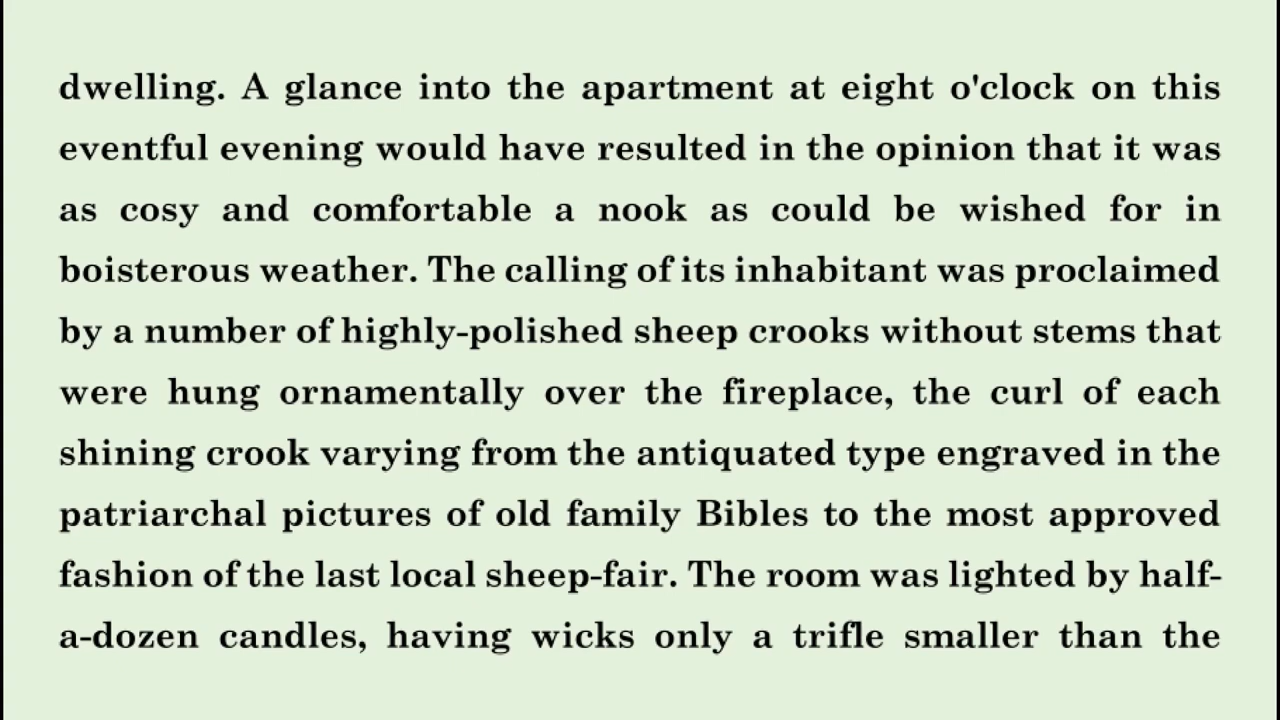 dwelling. A glance into the apartment at eight o'clock on this
eventful evening would have resulted in the opinion that it was
as cosy and comfortable a nook as could be wished for in
boisterous weather. The calling of its inhabitant was proclaimed
by a number of highly-polished sheep crooks without stems that
were hung ornamentally over the fireplace, the curl of each
shining crook varying from the antiquated type engraved in the
patriarchal pictures of old family Bibles to the most approved
fashion of the last local sheep-fair. The room was lighted by half-
a-dozen candles, having wicks only a trifle smaller than the